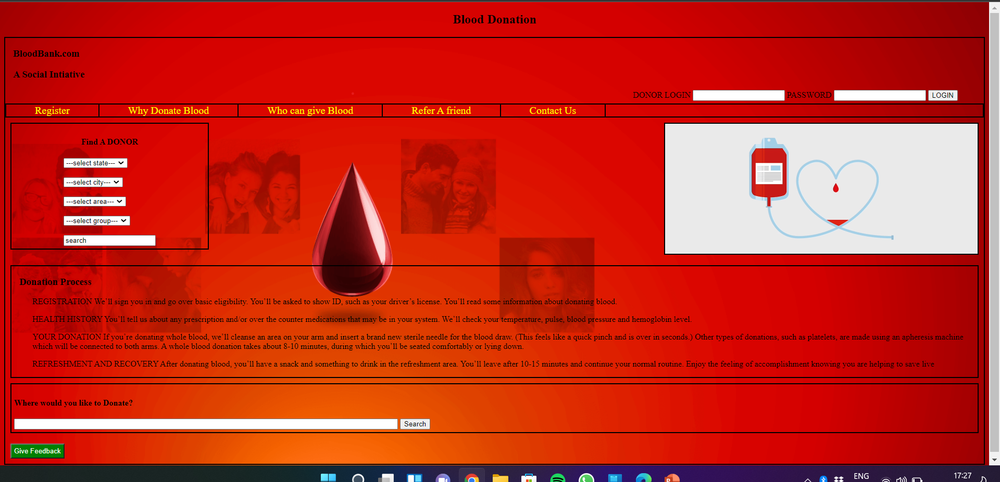 Blood Donation
BloodBank.com
A Social Intiative
DONOR LOGIN PASSWORD LOGIN
Register Why Donate Blood Who can give Blood Refer A friend Contact Us
Find A DONOR
---select state---
---select city---
---select area---
---select group---
search
Donation Process
REGISTRATION We’ll sign you in and go over basic eligibility. You’ll be asked to show ID, such as your driver’s license. You’ll read some information about donating blood.
HEALTH HISTORY You’ll tell us about any prescription and/or over the counter medications that may be in your system. We’ll check your temperature, pulse, blood pressure and hemoglobin level.
YOUR DONATION If you’re donating whole blood, we’ll cleanse an area on your arm and insert a brand new sterile needle for the blood draw. (This feels like a quick pinch and is over in seconds.) Other types of donations, such as platelets, are made using an apheresis machine
which will be connected to both arms. A whole blood donation takes about 8-10 minutes, during which you’ll be seated comfortably or lying down.
REFRESHMENT AND RECOVERY After donating blood, you’ll have a snack and something to drink in the refreshment area. You’ll leave after 10-15 minutes and continue your normal routine. Enjoy the feeling of accomplishment knowing you are helping to save live
Where would you like to Donate?
Search
Give Feedback
ENG
17:27